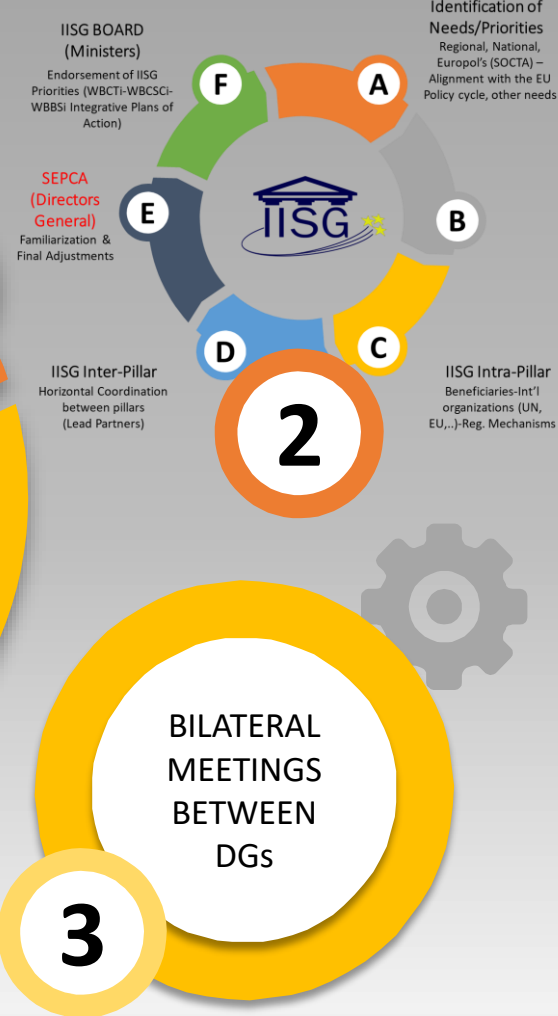 IISG BOARD
(Ministers)
Endorsement of IISG
Priorities (WBCTi-WBCSCi-
WBBSi Integrative Plans of
Action)
F
A
Identification of
Needs/Priorities
Regional, National,
Europol's (SOCTA) –
Alignment with the EU
Policy cycle, other needs
SEPCA
(Directors
General)
Familiarization &
Final Adjustments
E
IISG
B
D
C
IISG Inter-Pillar
Horizontal Coordination
between pillars
(Lead Partners)
IISG Intra-Pillar
Beneficiaries-Int'l
organizations (UN,
EU,..)-Reg. Mechanisms
2
BILATERAL
MEETINGS
BETWEEN
DGs
3